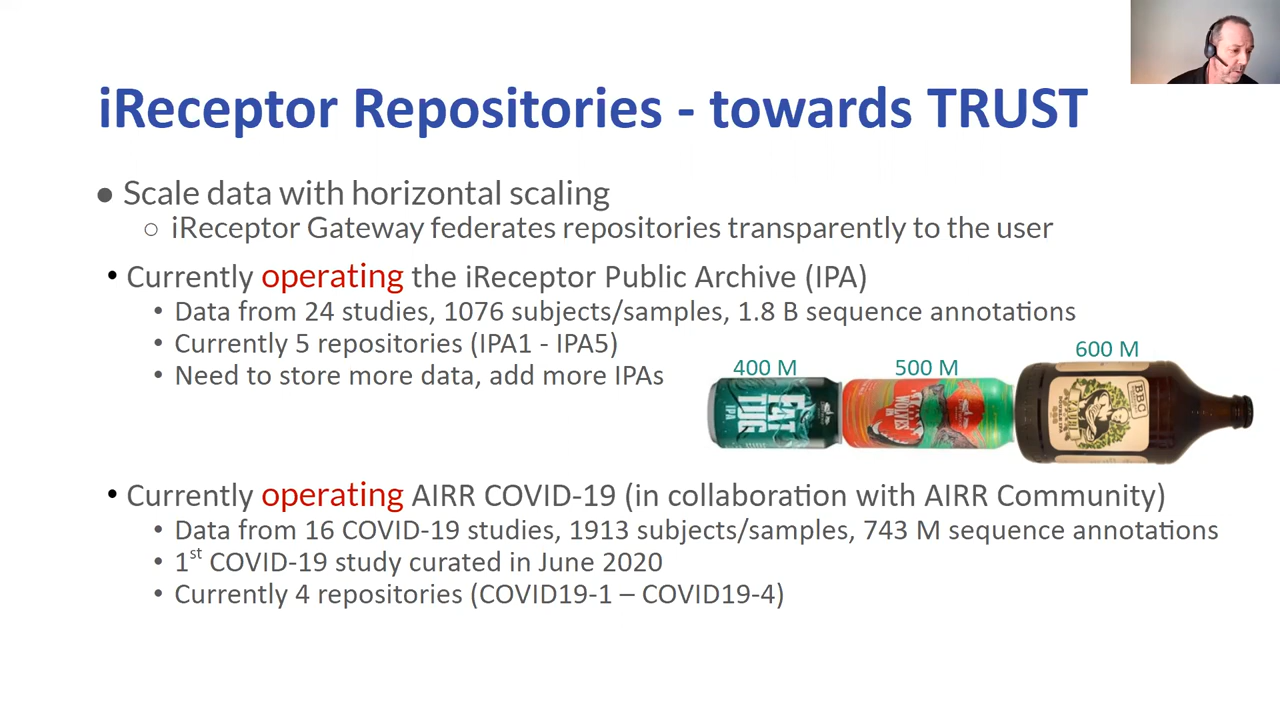 iReceptor Repositories - towards TRUST
● Scale data with horizontal scaling
○ iReceptor Gateway federates repositories transparently to the user
• Currently operating the iReceptor Public Archive (IPA)
• Data from 24 studies, 1076 subjects/samples, 1.8 B sequence annotations
• Currently 5 repositories (IPA1 - IPA5)
• Need to store more data, add more IPAs
400 M
500 M
600 M
FAT
TUG
IPA
WOLVES
BBC
• Currently operating AIRR COVID-19 (in collaboration with AIRR Community)
• Data from 16 COVID-19 studies, 1913 subjects/samples, 743 M sequence annotations
• 1st COVID-19 study curated in June 2020
• Currently 4 repositories (COVID19-1 – COVID19-4)